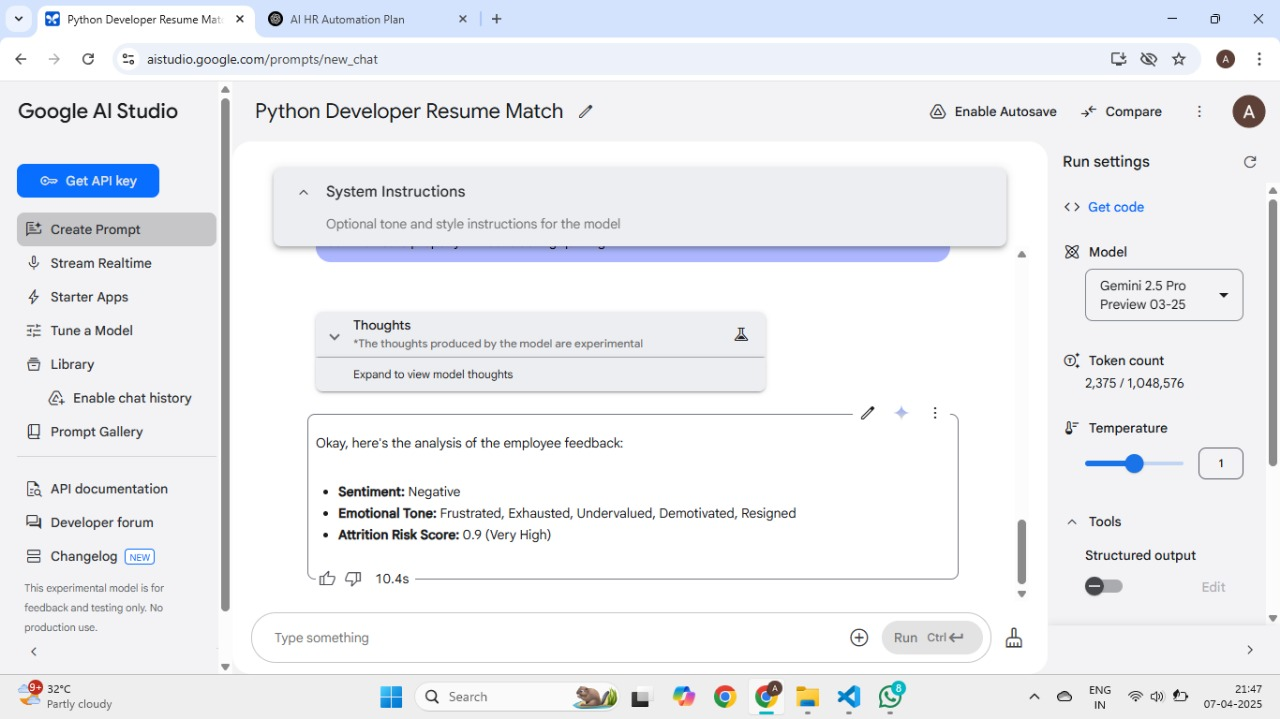 Python Developer Resume Mat
AI HR Automation Plan
aistudio.google.com/prompts/new_chat
A
Google AI Studio
Get API key
Create Prompt
Stream Realtime
Starter Apps
Tune a Model
Library
Enable chat history
Prompt Gallery
API documentation
Developer forum
Changelog NEW
This experimental model is for
feedback and testing only. No
production use.
Python Developer Resume Match
Enable Autosave
Compare
A
System Instructions
Optional tone and style instructions for the model
Thoughts
*The thoughts produced by the model are experimental
Expand to view model thoughts
Okay, here's the analysis of the employee feedback:
• Sentiment: Negative
• Emotional Tone: Frustrated, Exhausted, Undervalued, Demotivated, Resigned
• Attrition Risk Score: 0.9 (Very High)
10.4s
Type something
Run Ctrl
Run settings
Get code
Model
Gemini 2.5 Pro
Preview 03-25
Token count
2,375 / 1,048,576
Temperature
1
Tools
Structured output
Edit
9+
32°C
Partly cloudy
Search
A
8
ENG
IN
21:47
07-04-2025